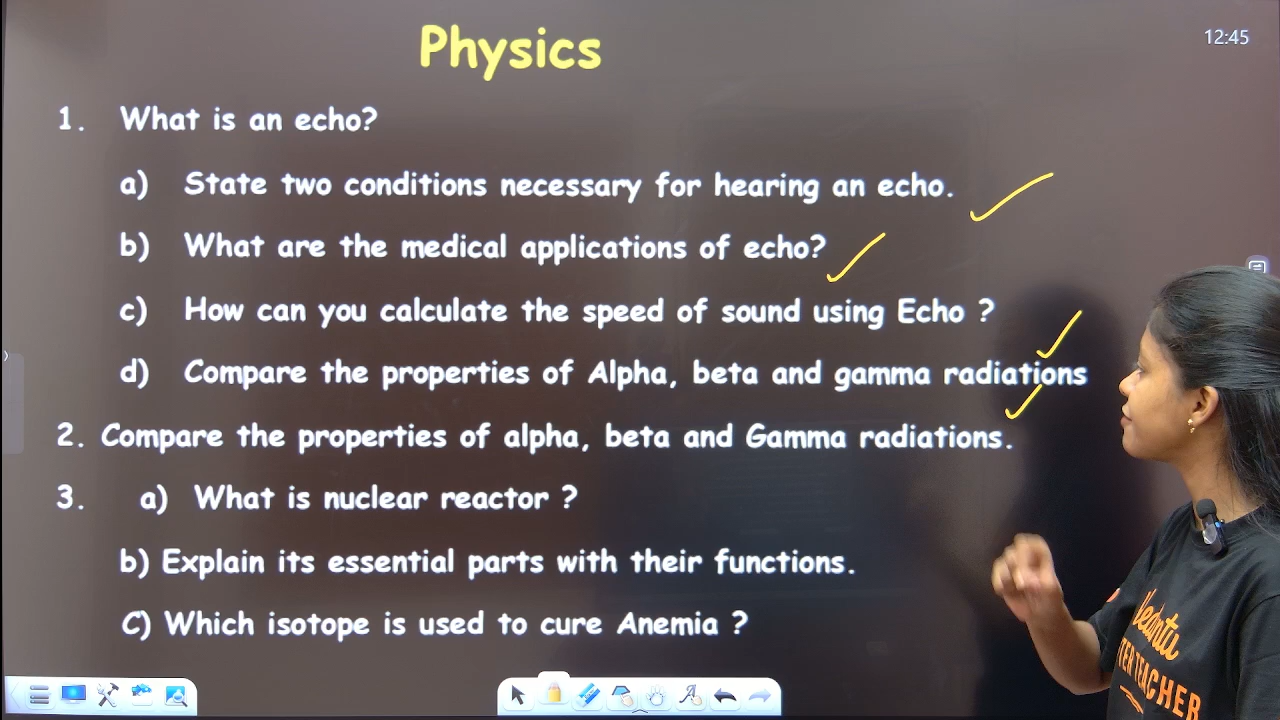 Physics
12:45
1. What is an echo?
a) State two conditions necessary for hearing an echo.
b) What are the medical applications of echo?
c) How can you calculate the speed of sound using Echo ?
d) Compare the properties of Alpha, beta and gamma radiations
2. Compare the properties of alpha, beta and Gamma radiations.
3. a) What is nuclear reactor ?
b) Explain its essential parts with their functions.
C) Which isotope is used to cure Anemia ?
Vedantu
TEACHER